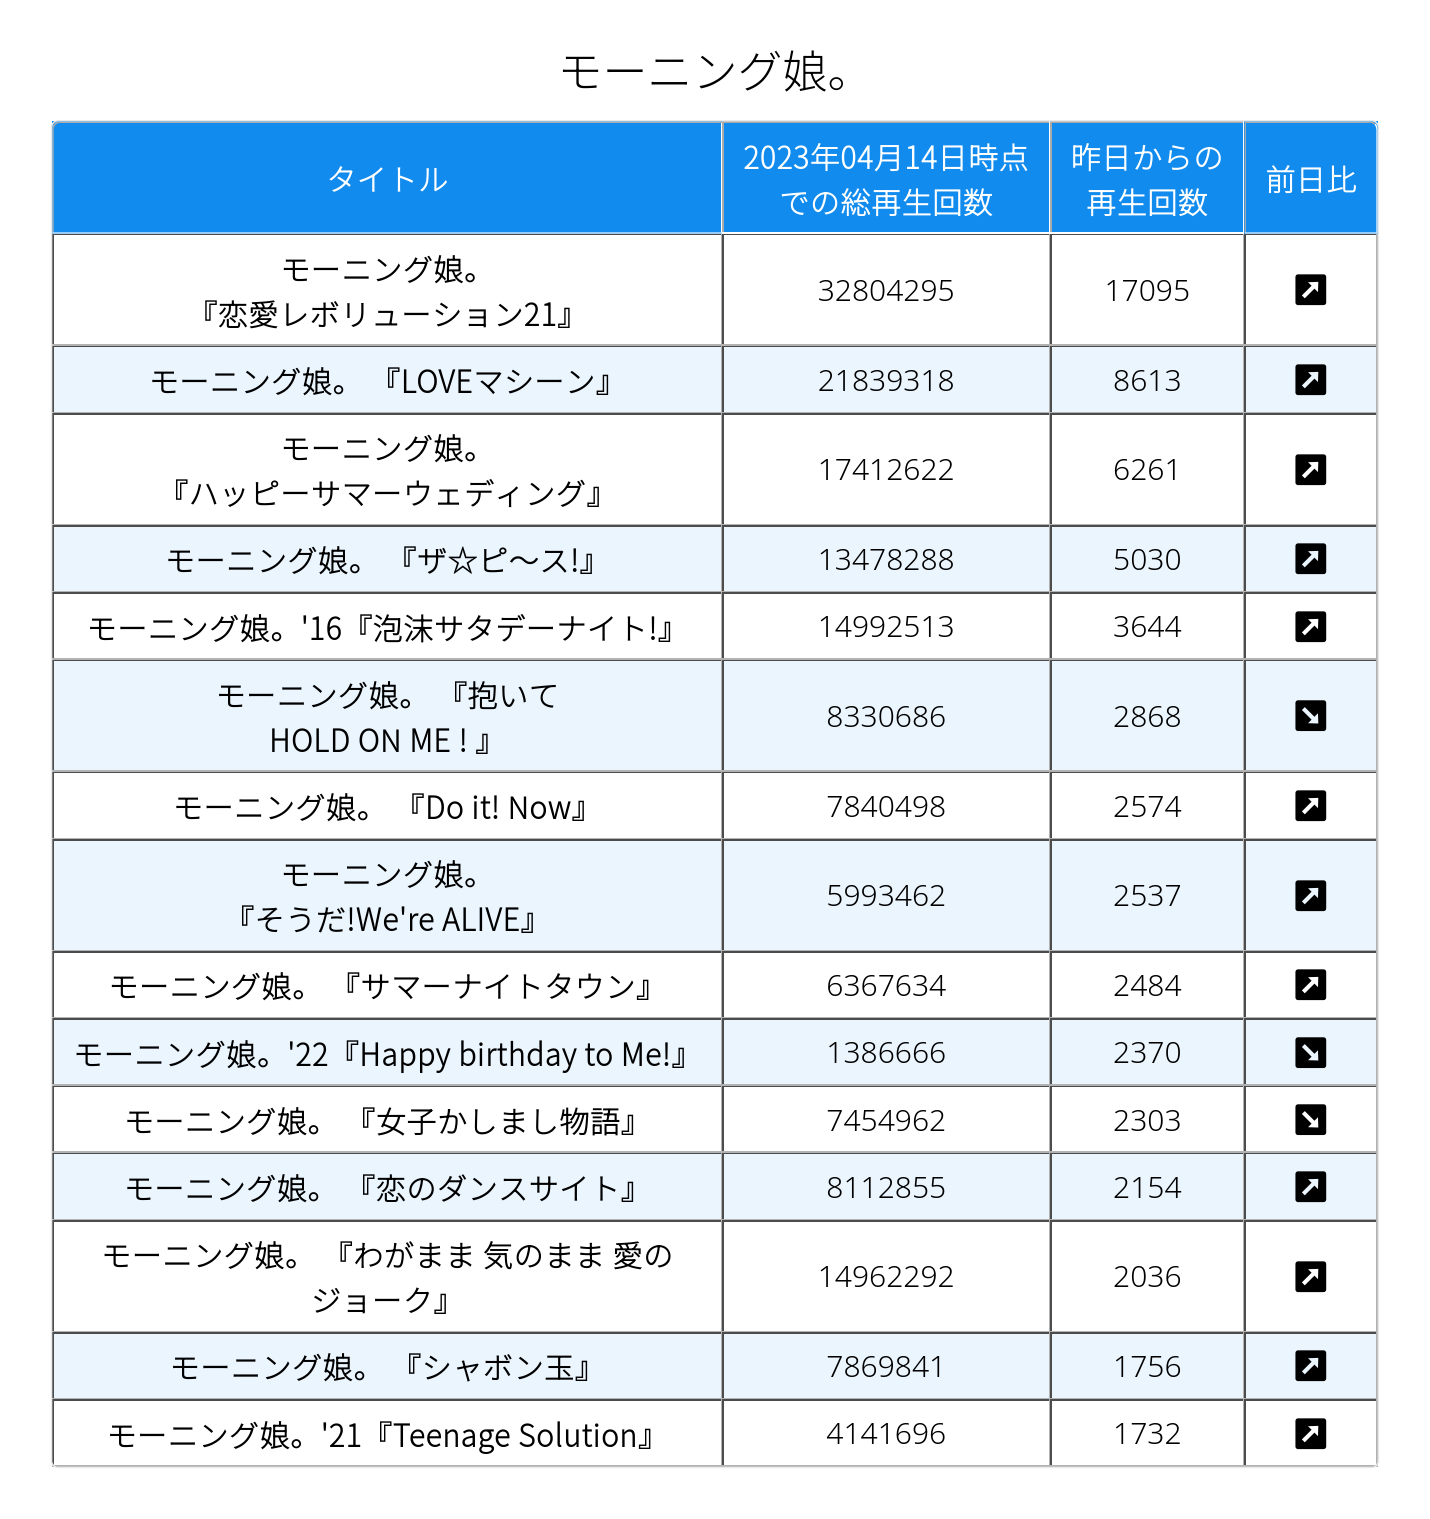 モーニング娘。
タイトル
2023年04月14日時点
での総再生回数
昨日からの
再生回数
前日比
モーニング娘。
『恋愛レボリューション21』
32804295
17095
モーニング娘。 『LOVEマシーン』
21839318
8613
モーニング娘。
『ハッピーサマーウェディング』
17412622
6261
モーニング娘。 『ザ☆ピ〜ス!』
13478288
5030
モーニング娘。'16『泡沫サタデーナイト!』
14992513
3644
モーニング娘。 『抱いて
HOLD ON ME ! 』
8330686
2868
モーニング娘。 『Do it! Now』
7840498
2574
モーニング娘。
『そうだ!We're ALIVE』
5993462
2537
モーニング娘。 『サマーナイトタウン』
6367634
2484
モーニング娘。'22『Happy birthday to Me!』
1386666
2370
モーニング娘。 『女子かしまし物語』
7454962
2303
モーニング娘。 『恋のダンスサイト』
8112855
2154
モーニング娘。 『わがまま 気のまま 愛の
ジョーク』
14962292
2036
モーニング娘。 『シャボン玉』
7869841
1756
モーニング娘。'21『Teenage Solution』
4141696
1732